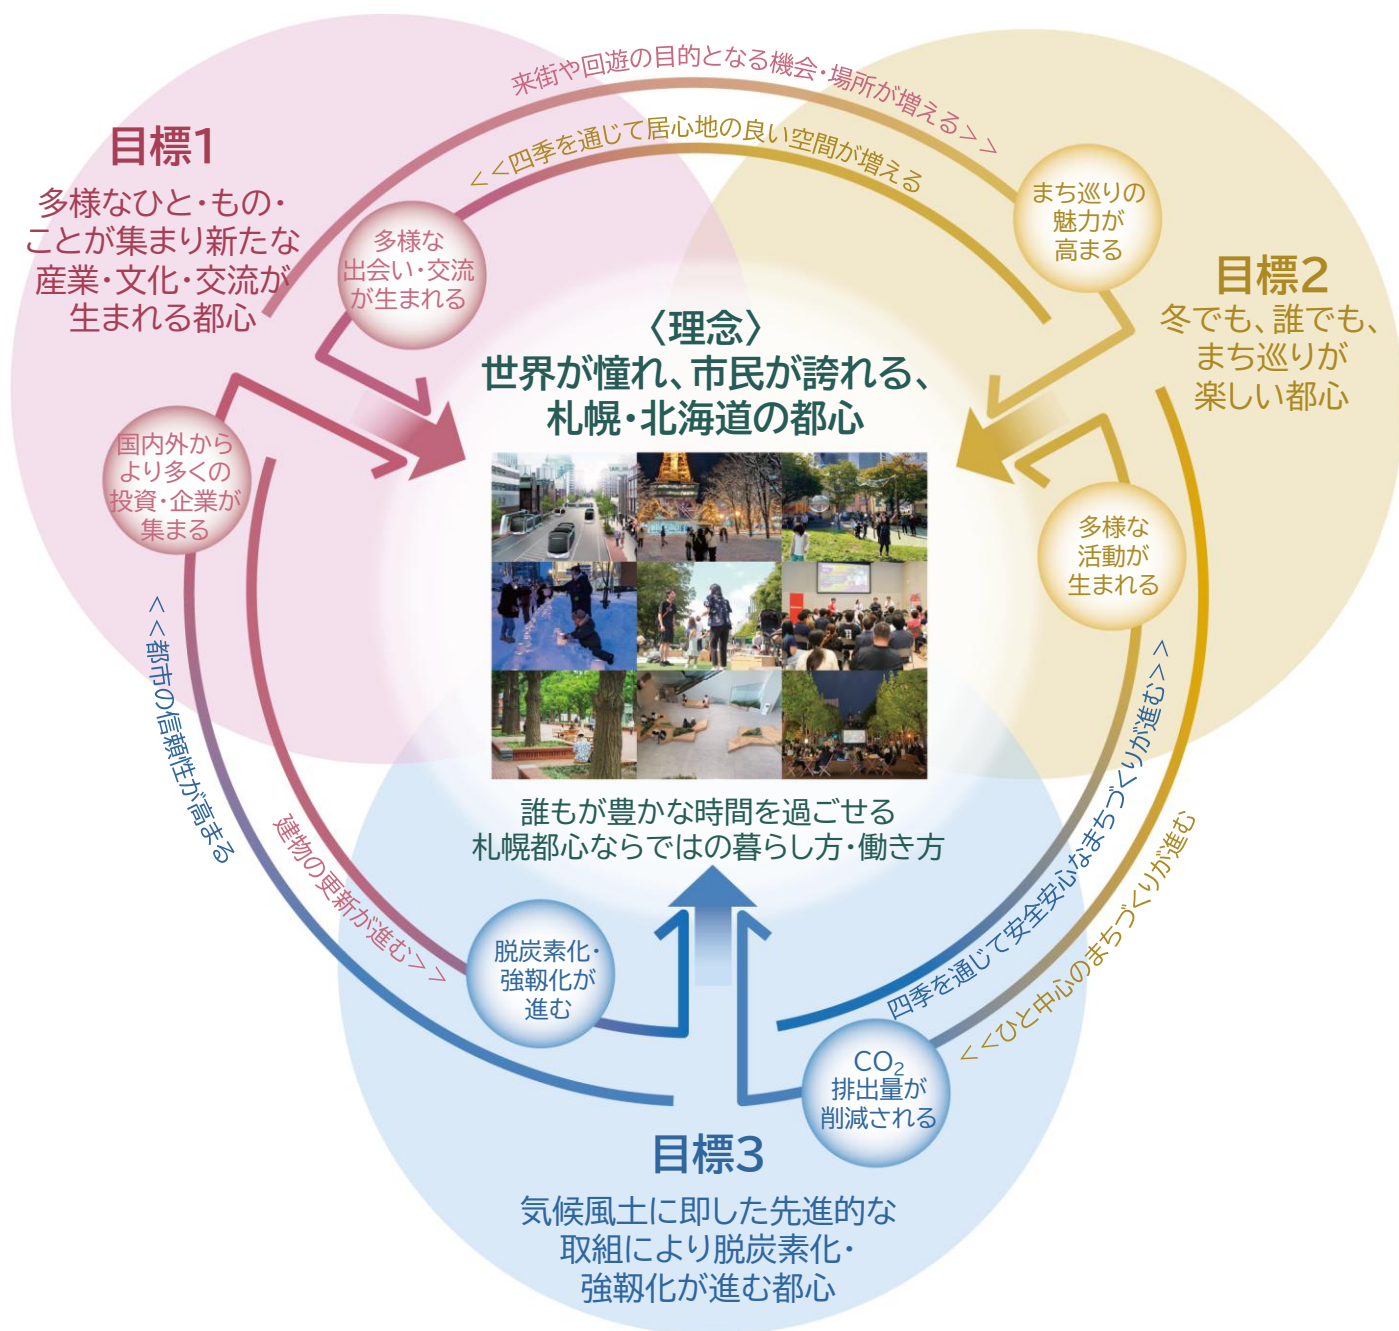 来街や回遊の目的となる機会・場所が増える>>
<<四季を通じて居心地の良い空間が増える
目標1
多様なひと・もの・
ことが集まり新たな
産業・文化・交流が
生まれる都心
多様な
出会い・交流
が生まれる
まち巡りの
魅力が
高まる
目標2
冬でも、誰でも、
まち巡りが
楽しい都心
〈理念〉
世界が憧れ、市民が誇れる、
札幌・北海道の都心
国内外から
より多くの
投資・企業が
集まる
多様な
活動が
生まれる
<<都市の信頼性が高まる
建物の更新が進む>>
四季を通じて安全安心なまちづくりが進む>>
<<ひと中心のまちづくりが進む
誰もが豊かな時間を過ごせる
札幌都心ならではの暮らし方・働き方
脱炭素化・
強靱化が
進む
CO₂
排出量が
削減される
目標3
気候風土に即した先進的な
取組により脱炭素化・
強靱化が進む都心